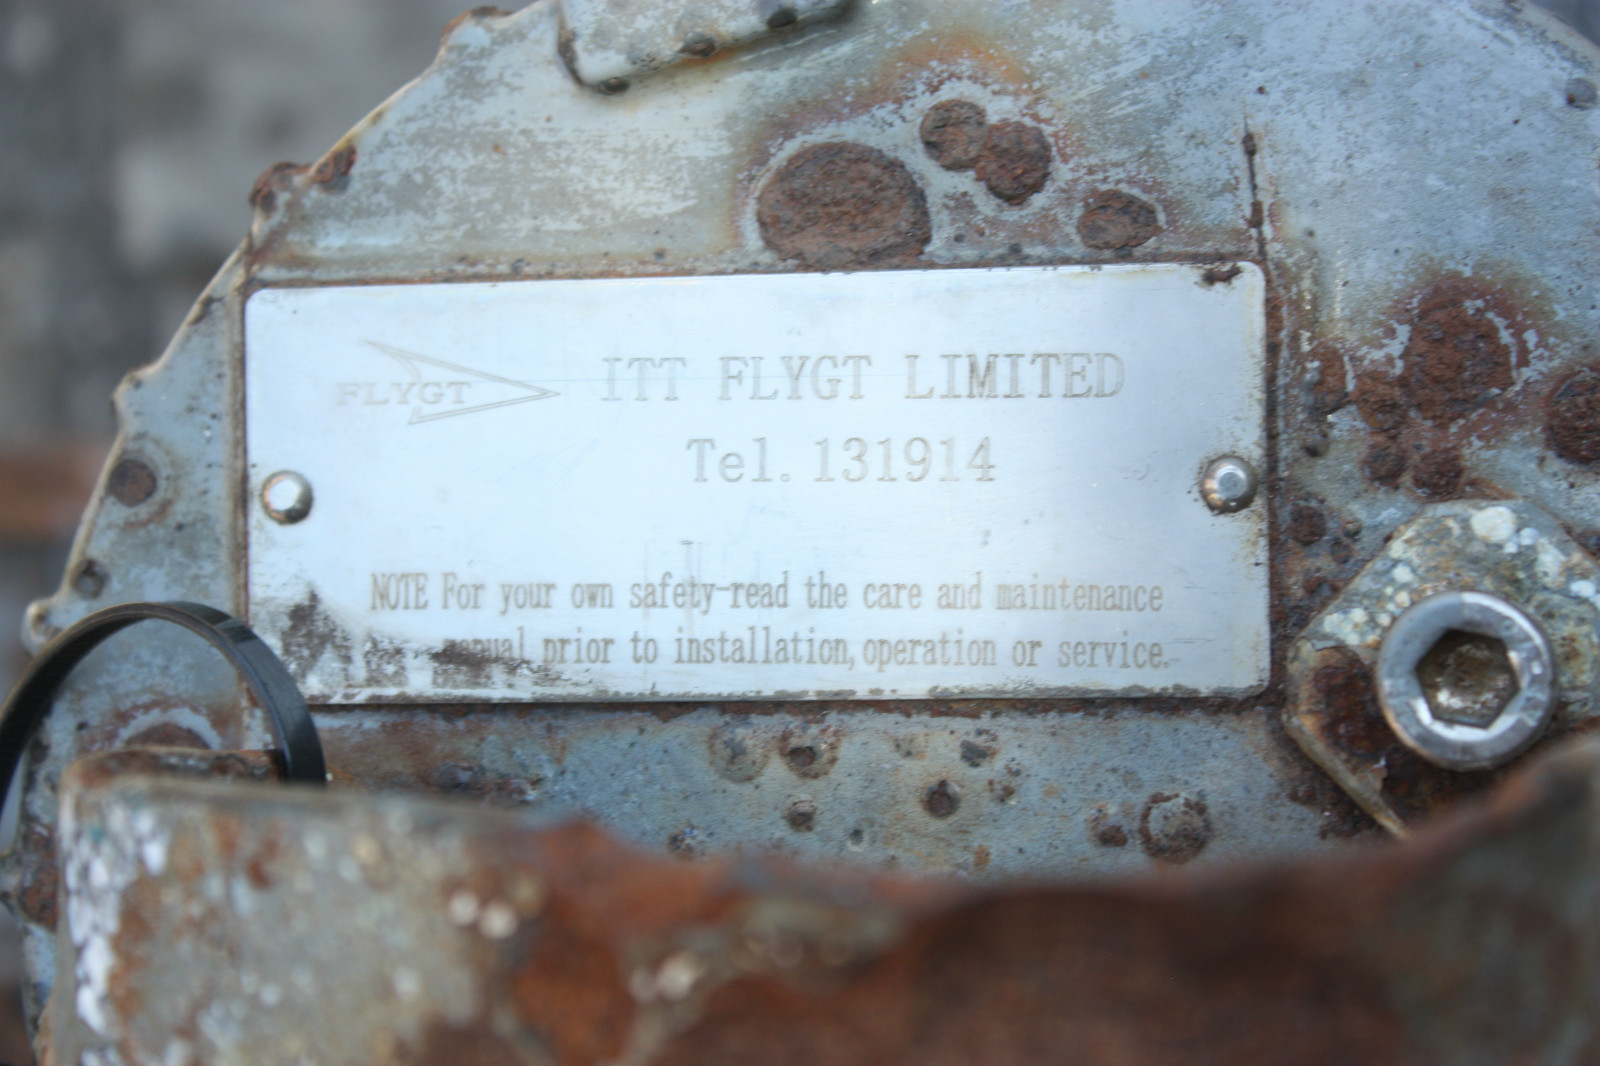 FLYGT
ITT FLYGT LIMITED
Tel. 131914
NOTE For your own safety-read the care and maintenance
manual prior to installation, operation or service.